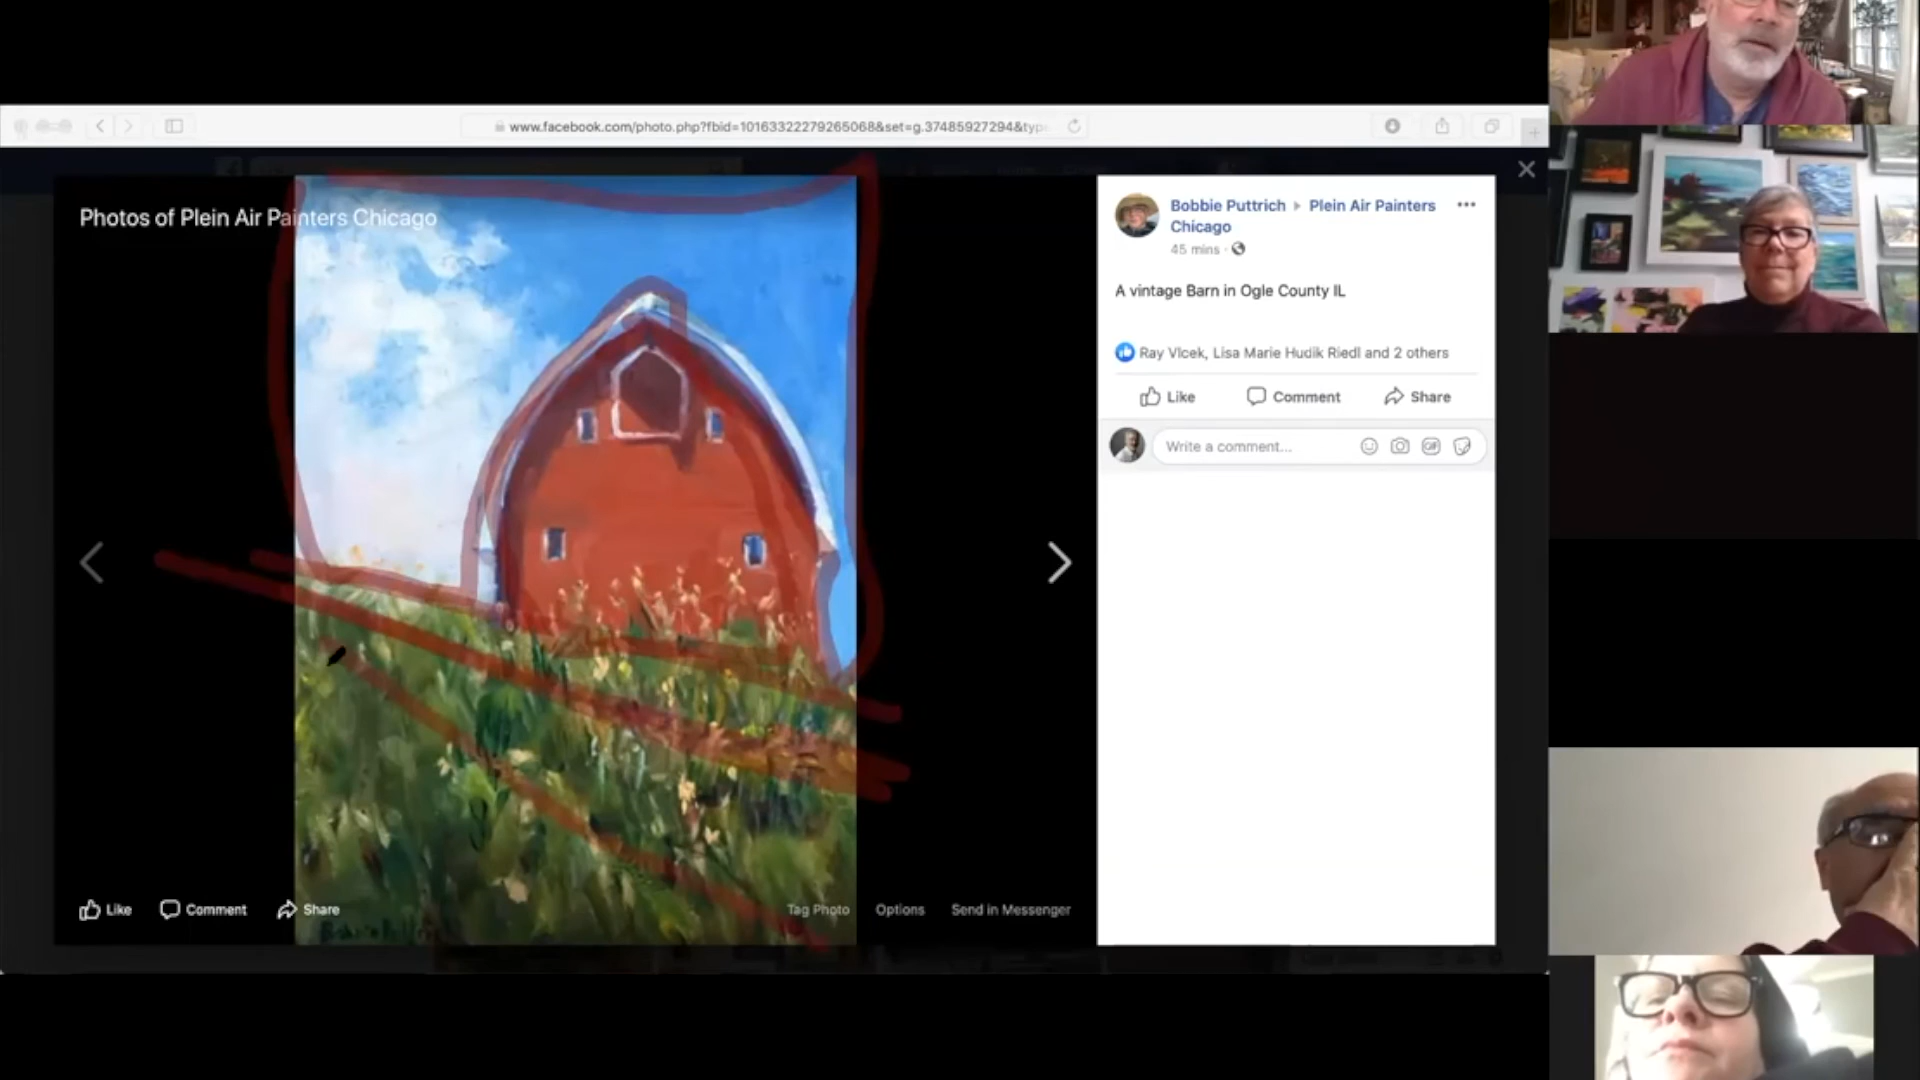 www.facebook.com/photo.php?fbid=10163322279265068&set=g.37485927294&typ
Photos of Plein Air Painters Chicago
Bobbie Puttrich ▸ Plein Air Painters
Chicago
45 mins ·
A vintage Barn in Ogle County IL
Ray Vlcek, Lisa Marie Hudik Riedl and 2 others
Like Comment Share
Write a comment...
GIF
Like Comment Share
Tag Photo Options Send in Messenger